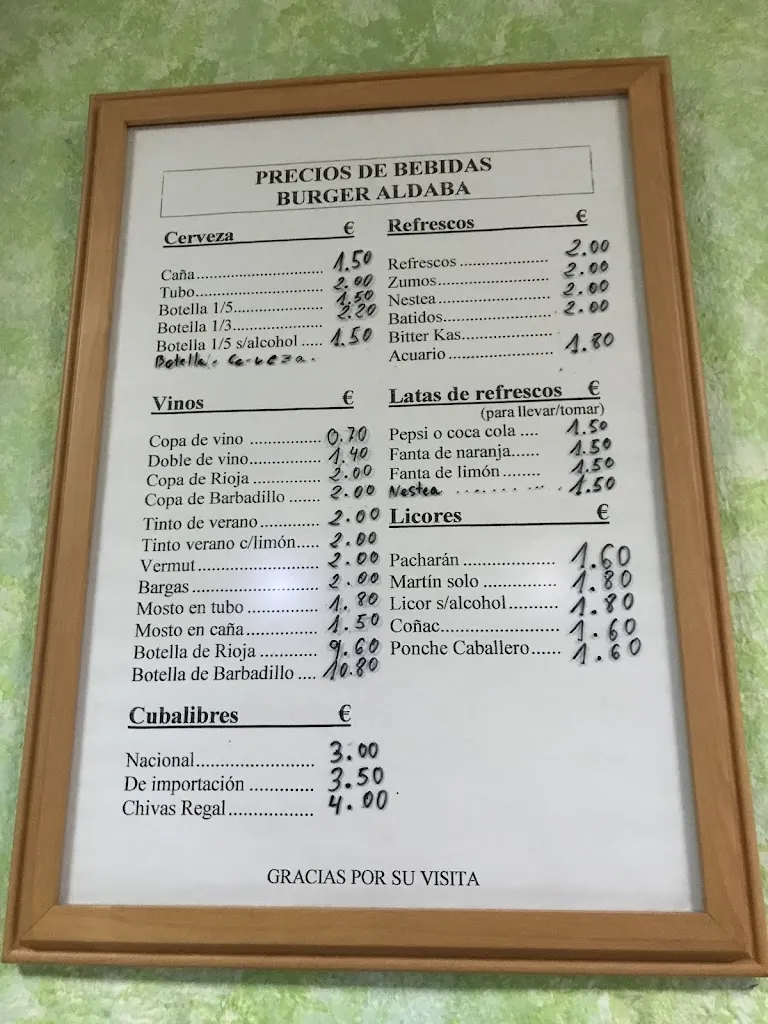 PRECIOS DE BEBIDAS
BURGER ALDABA
Cerveza €
Caña 1.50
Tubo 2.00
Botella 1/5 1.50
Botella 1/3 2.20
Botella 1/5 s/alcohol 1.50
Botella. Cerveza.
Vinos €
Copa de vino 0.70
Doble de vino 1.40
Copa de Rioja 2.00
Copa de Barbadillo 2.00
Tinto de verano 2.00
Tinto verano c/limón 2.00
Vermut 2.00
Bargas 2.00
Mosto en tubo 1.80
Mosto en caña 1.50
Botella de Rioja 9.60
Botella de Barbadillo 10.80
Cubalibres €
Nacional 3.00
De importación 3.50
Chivas Regal 4.00
Refrescos €
Refrescos 2.00
Zumos 2.00
Nestea 2.00
Batidos 2.00
Bitter Kas
Acuario 1.80
Latas de refrescos €
(para llevar/tomar)
Pepsi o coca cola 1.50
Fanta de naranja 1.50
Fanta de limón 1.50
Nestea 1.50
Licores €
Pacharán 1.60
Martín solo 1.80
Licor s/alcohol 1.80
Coñac 1.60
Ponche Caballero 1.60
GRACIAS POR SU VISITA